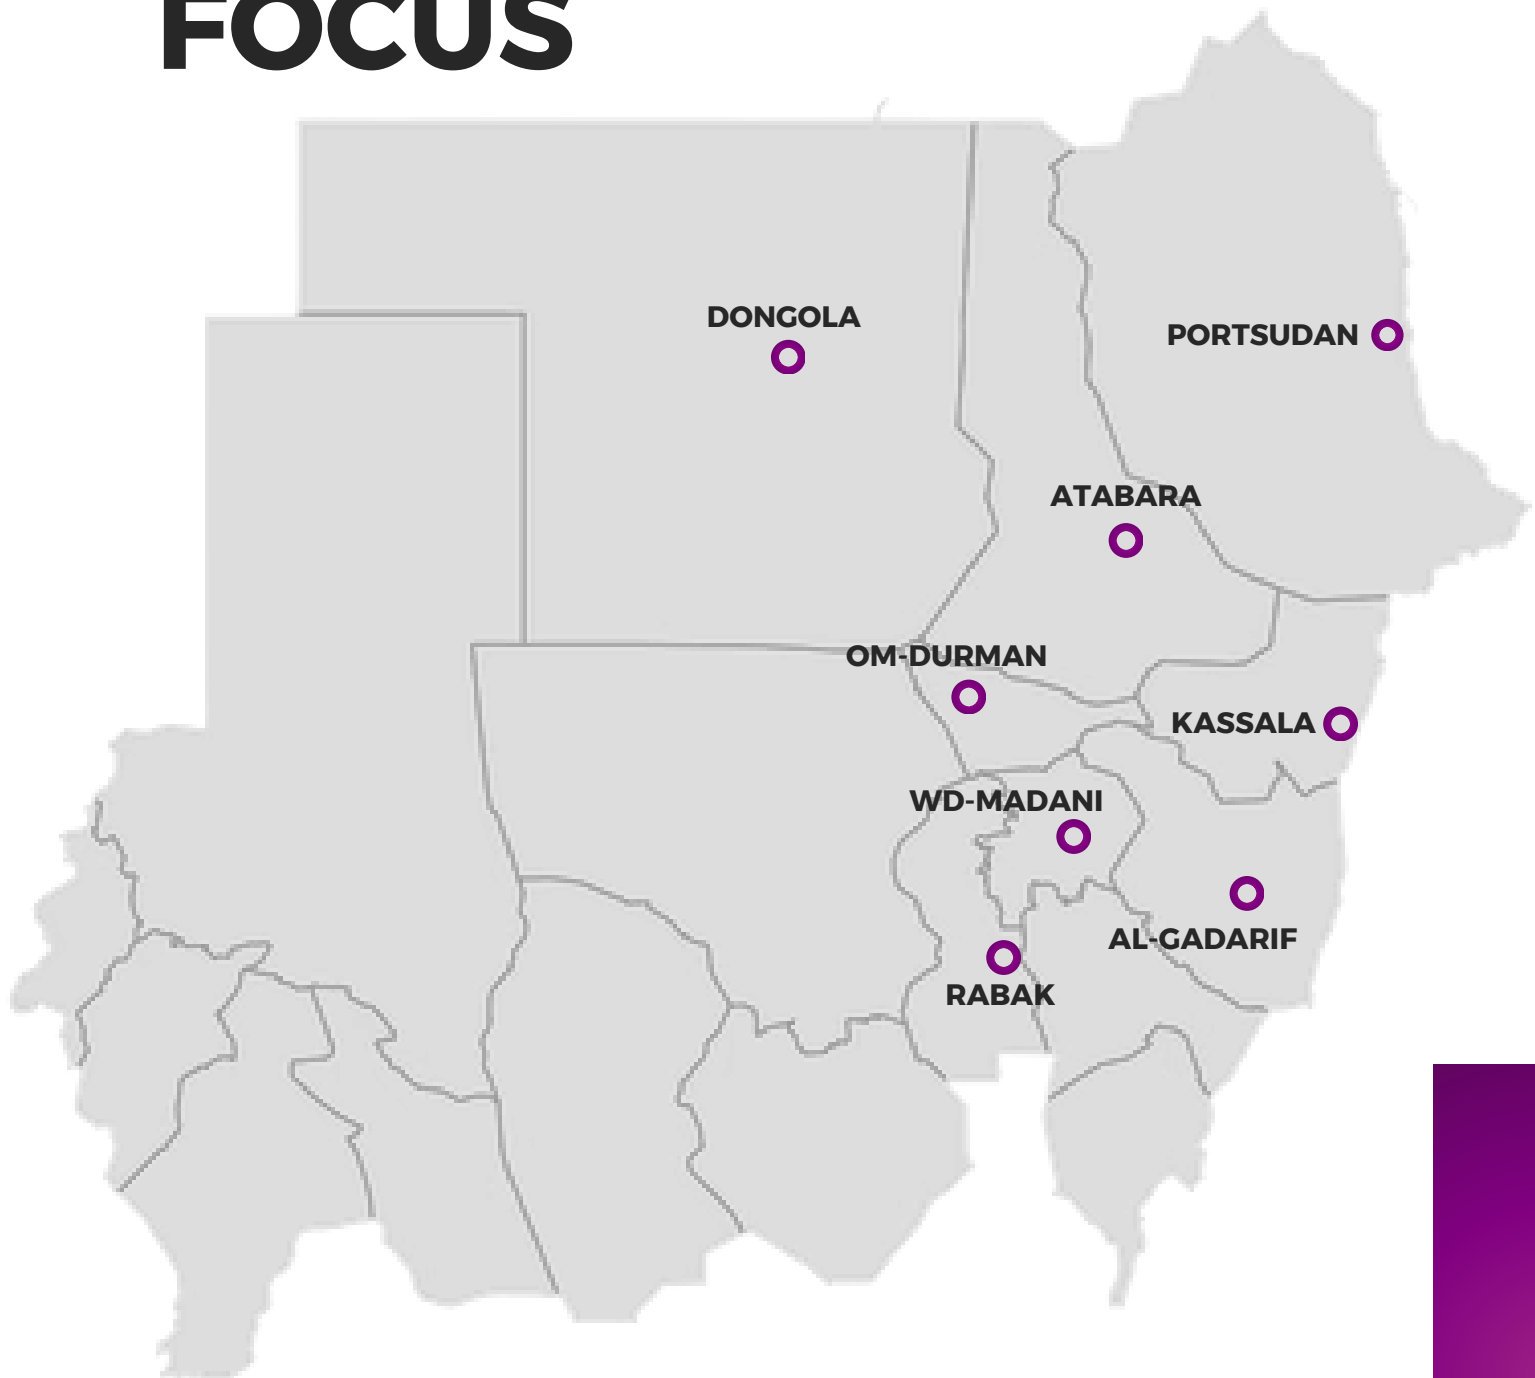 FOCUS
DONGOLA
PORTSUDAN
ATABARA
OM-DURMAN
KASSALA
WD-MADANI
AL-GADARIF
RABAK